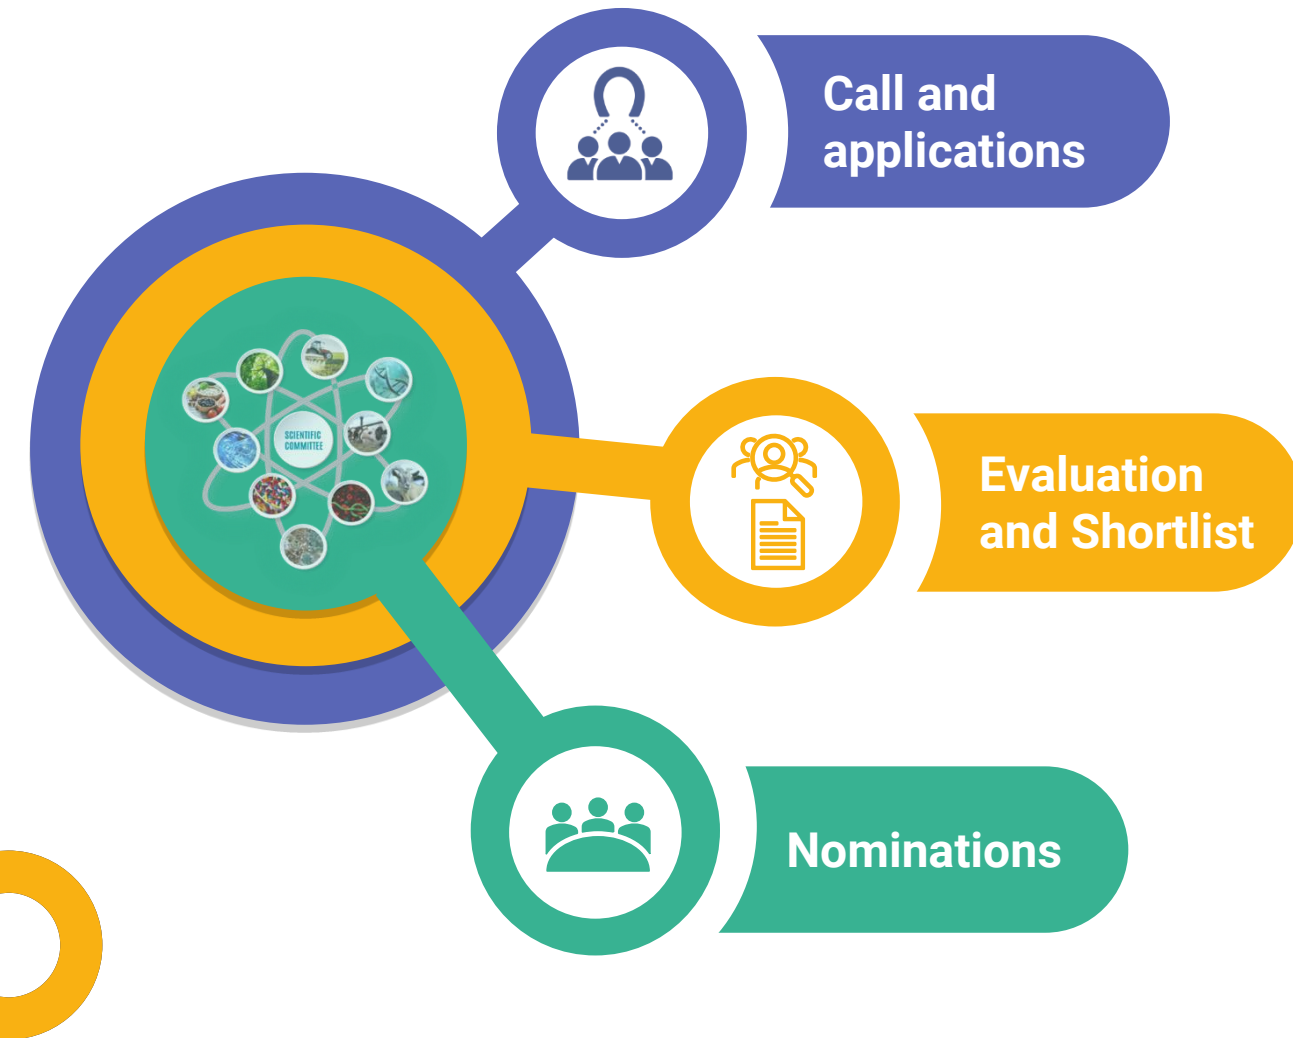 Call and
applications
SCIENTIFIC
COMMITTEE
Evaluation
and Shortlist
Nominations